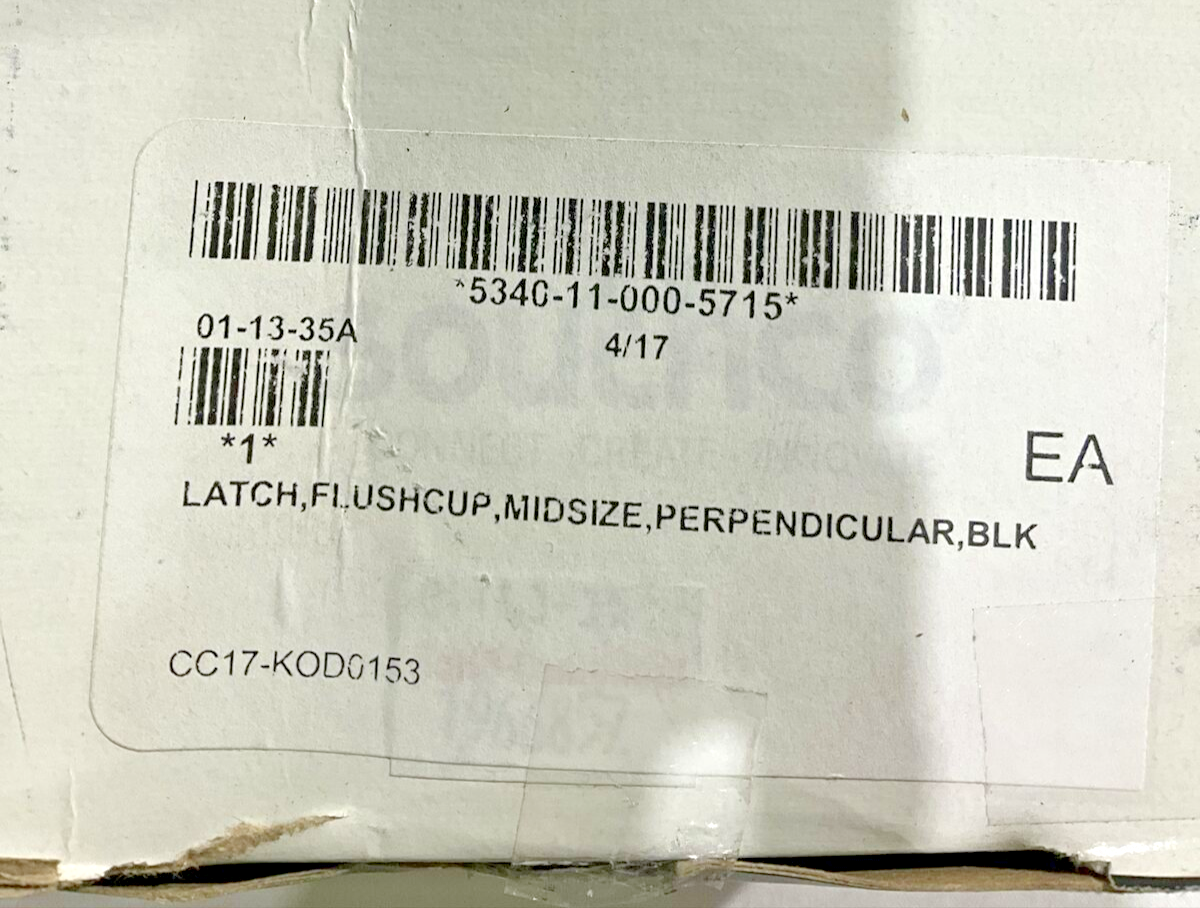 *5340-11-000-5715*
01-13-35A
4/17
*1*
EA
LATCH,FLUSHCUP,MIDSIZE,PERPENDICULAR,BLK
CC17-KOD0153